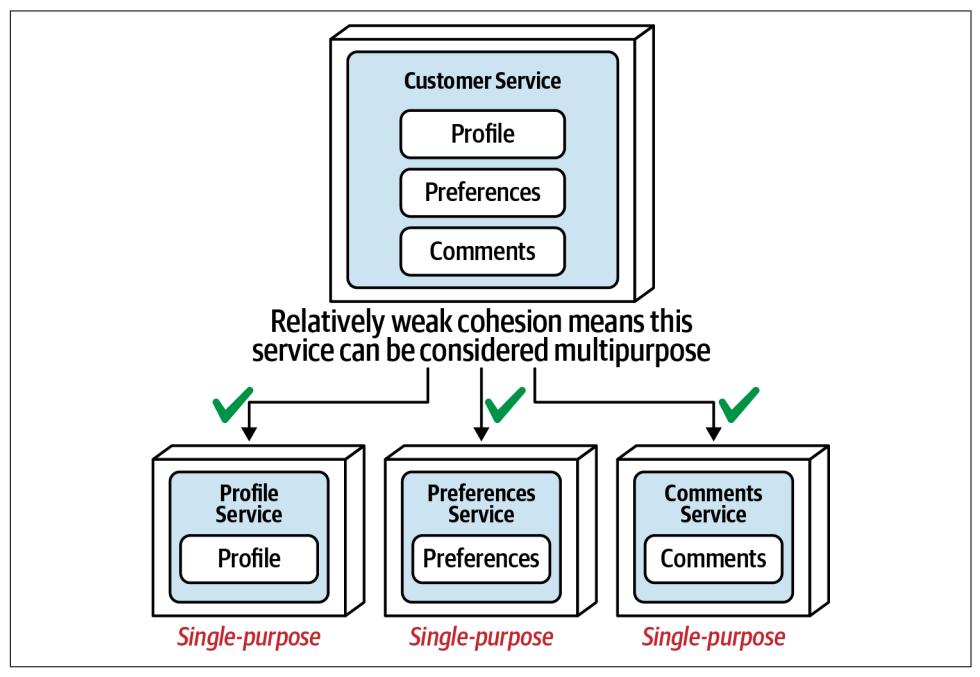 Customer Service
Profile
Preferences
Comments
Relatively weak cohesion means this
service can be considered multipurpose
Profile
Service
Profile
Single-purpose
Preferences
Service
Preferences
Single-purpose
Comments
Service
Comments
Single-purpose